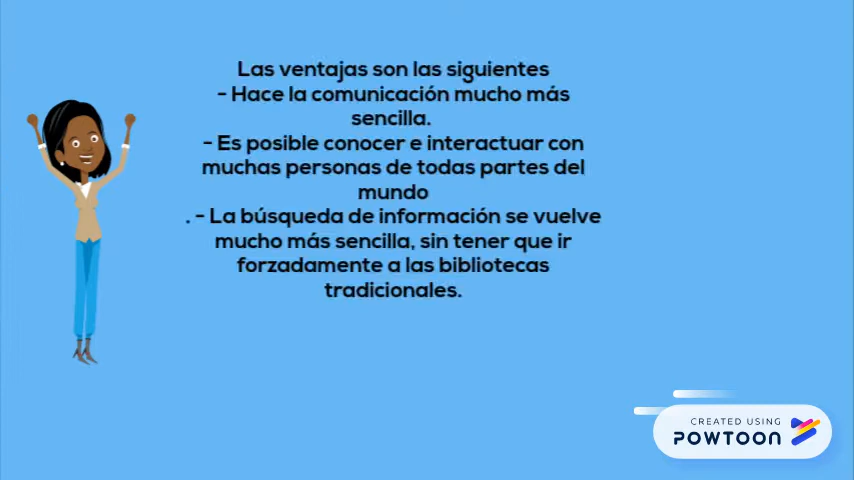 Las ventajas son las siguientes
- Hace la comunicación mucho más
sencilla.
- Es posible conocer e interactuar con
muchas personas de todas partes del
mundo
. - La búsqueda de información se vuelve
mucho más sencilla, sin tener que ir
forzadamente a las bibliotecas
tradicionales.
CREATED USING
POWTOON